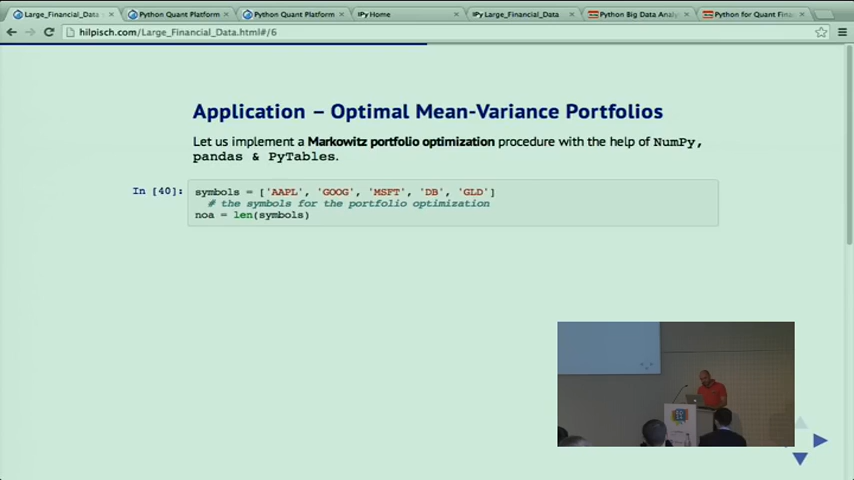 Large_Financial_Data
Python Quant Platform
Python Quant Platform
IPy Home
IPy Large_Financial_Data
Python Big Data Analy
Python for Quant Finan
hilpisch.com/Large_Financial_Data.html#/6
Application – Optimal Mean-Variance Portfolios
Let us implement a Markowitz portfolio optimization procedure with the help of NumPy,
pandas & PyTables.
In [40]:
symbols = ['AAPL', 'GOOG', 'MSFT', 'DB', 'GLD']
# the symbols for the portfolio optimization
noa = len(symbols)